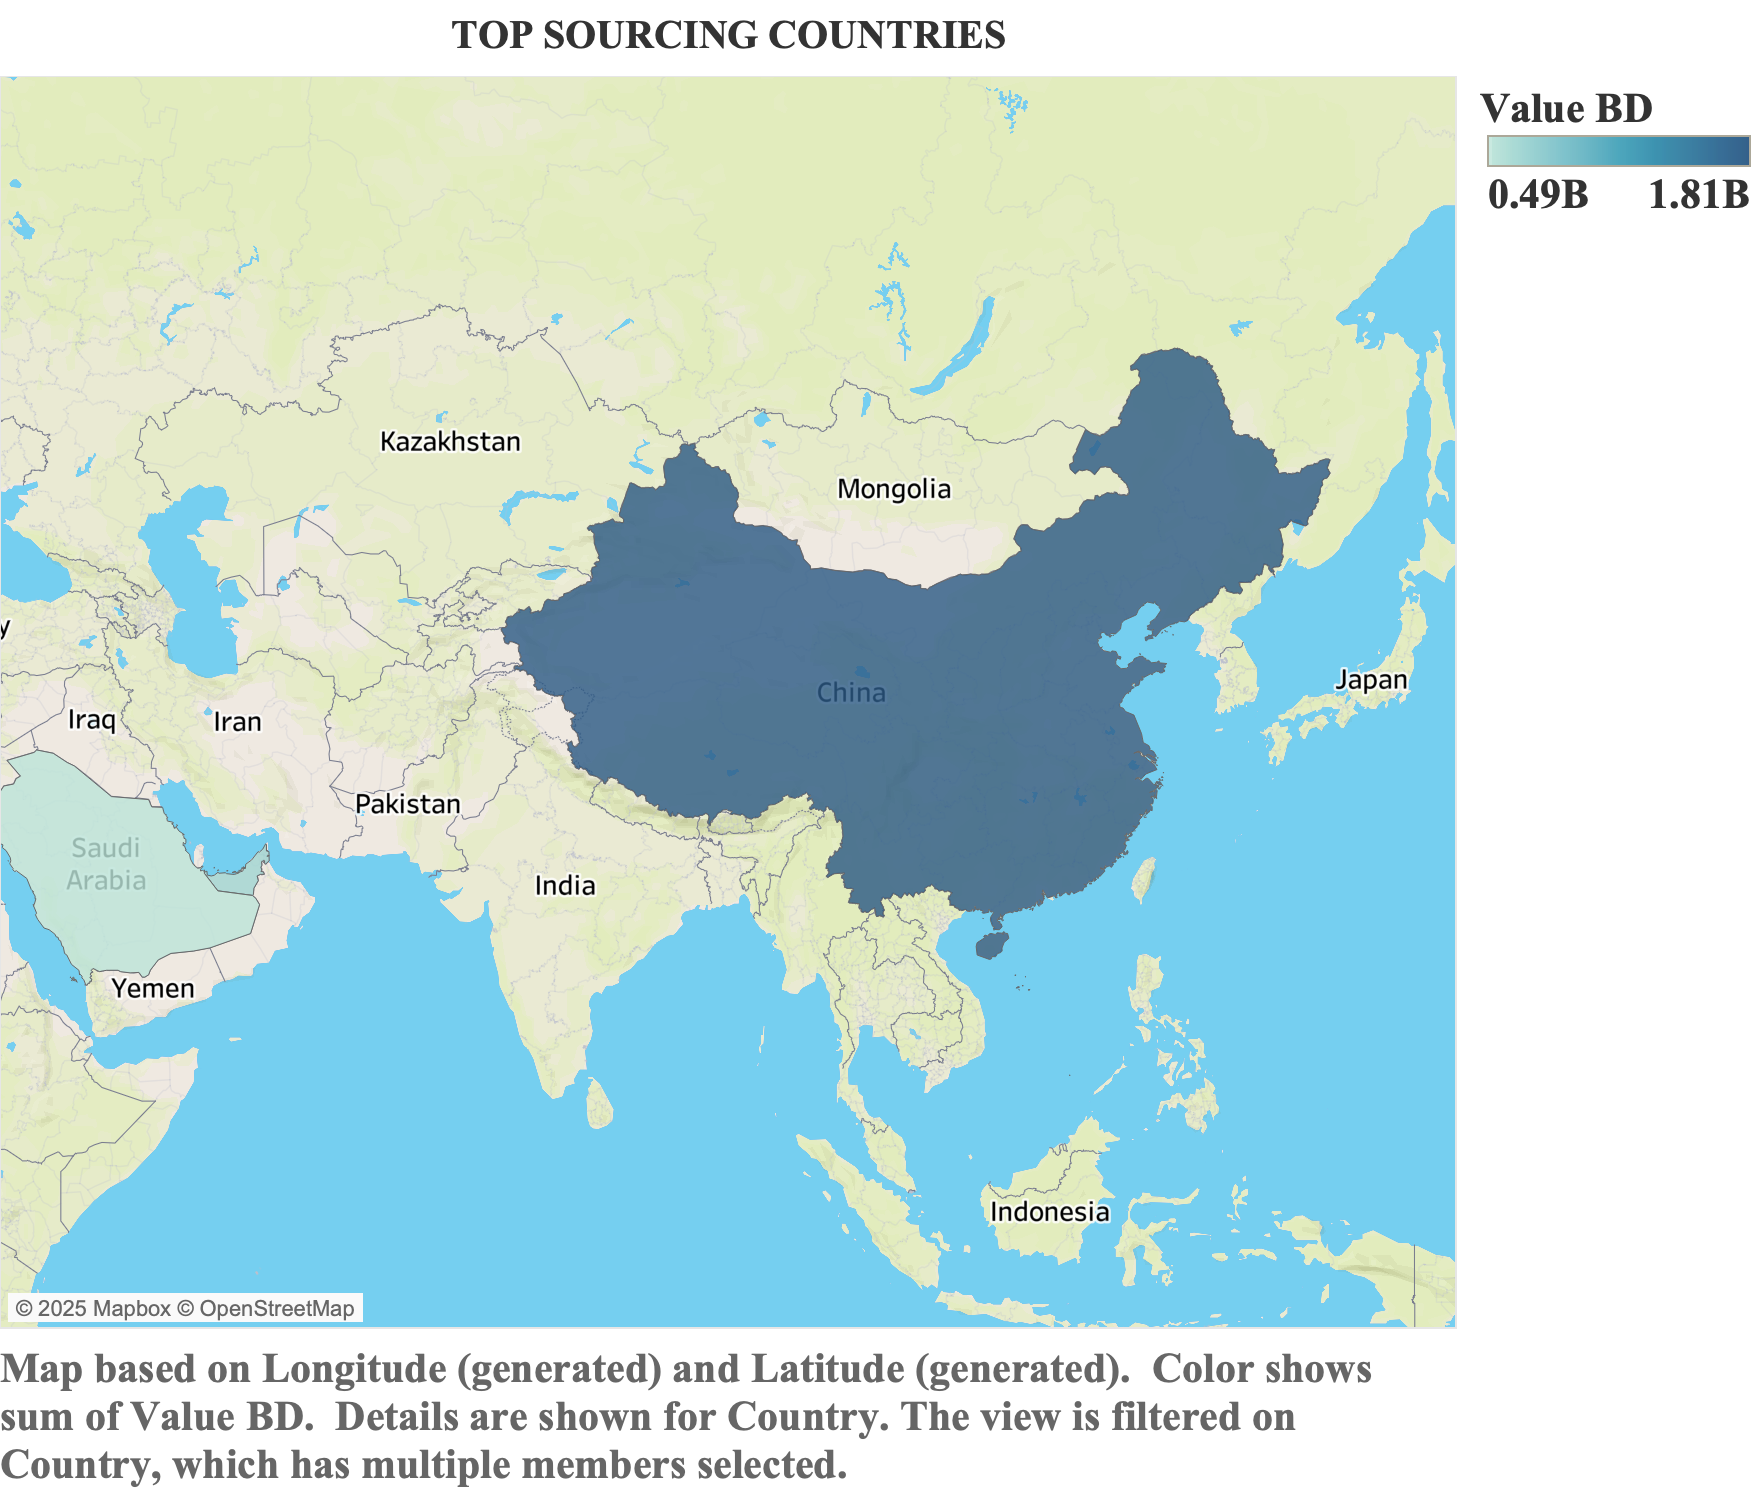 TOP SOURCING COUNTRIES
Value BD
0.49B 1.81B
Kazakhstan
Mongolia
y
China
Japan
Iraq
Iran
Pakistan
Saudi
Arabia
India
Yemen
Indonesia
© 2025 Mapbox © OpenStreetMap
Map based on Longitude (generated) and Latitude (generated).  Color shows
sum of Value BD.  Details are shown for Country. The view is filtered on
Country, which has multiple members selected.